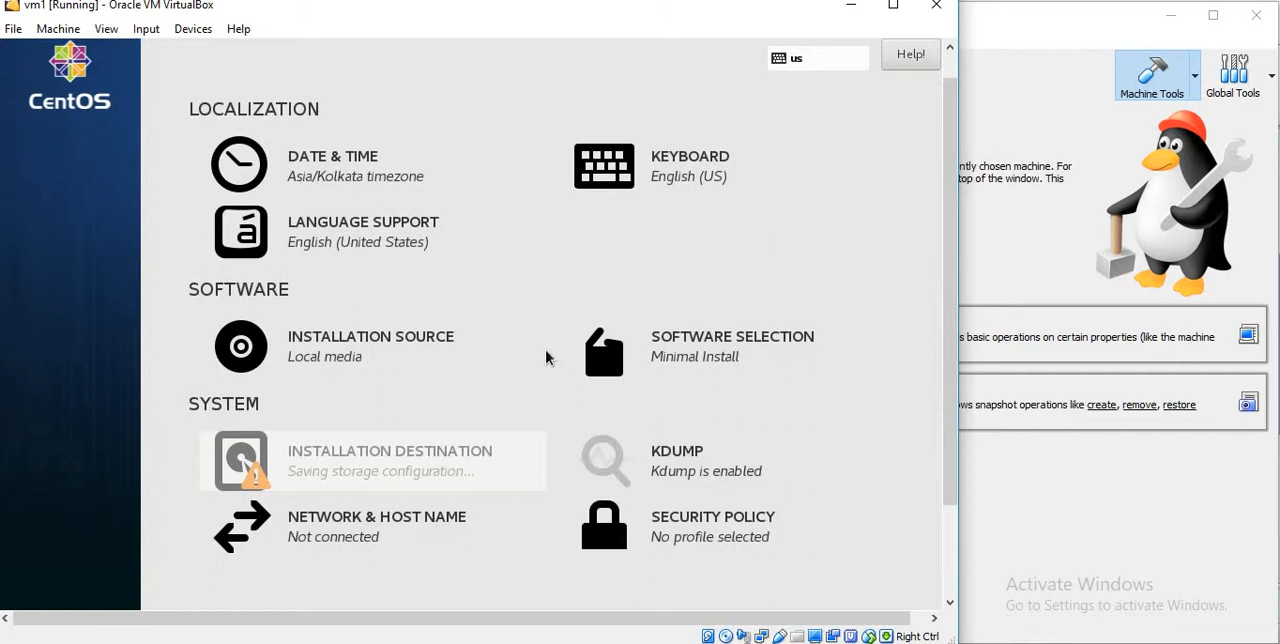 vm1 [Running] - Oracle VM VirtualBox
File Machine View Input Devices Help
CentOS
us
Help!
LOCALIZATION
DATE & TIME
Asia/Kolkata timezone
KEYBOARD
English (US)
LANGUAGE SUPPORT
English (United States)
SOFTWARE
INSTALLATION SOURCE
Local media
SOFTWARE SELECTION
Minimal Install
SYSTEM
INSTALLATION DESTINATION
Saving storage configuration...
KDUMP
Kdump is enabled
NETWORK & HOST NAME
Not connected
SECURITY POLICY
No profile selected
Right Ctrl
Machine Tools
Global Tools
ntly chosen machine. For
top of the window. This
s basic operations on certain properties (like the machine
ws snapshot operations like create, remove, restore
Activate Windows
Go to Settings to activate Windows.